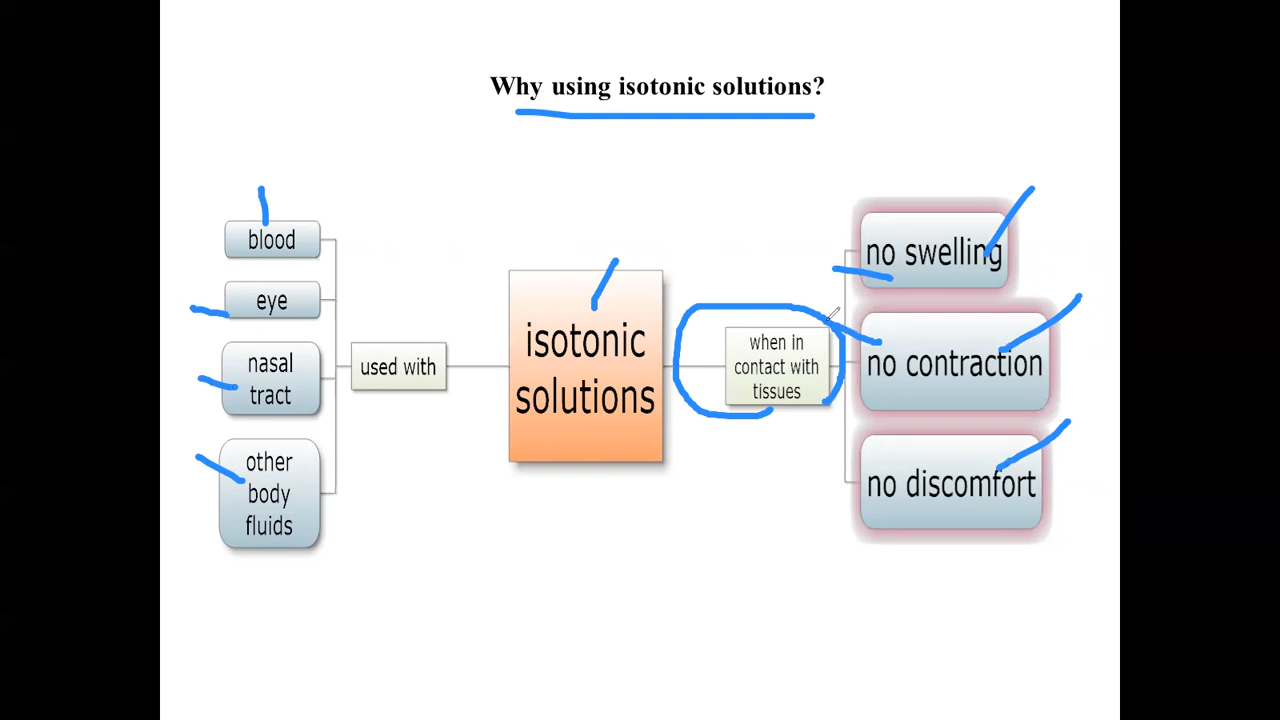 Why using isotonic solutions?
blood
eye
nasal
tract
other
body
fluids
used with
isotonic
solutions
when in
contact with
tissues
no swelling
no contraction
no discomfort